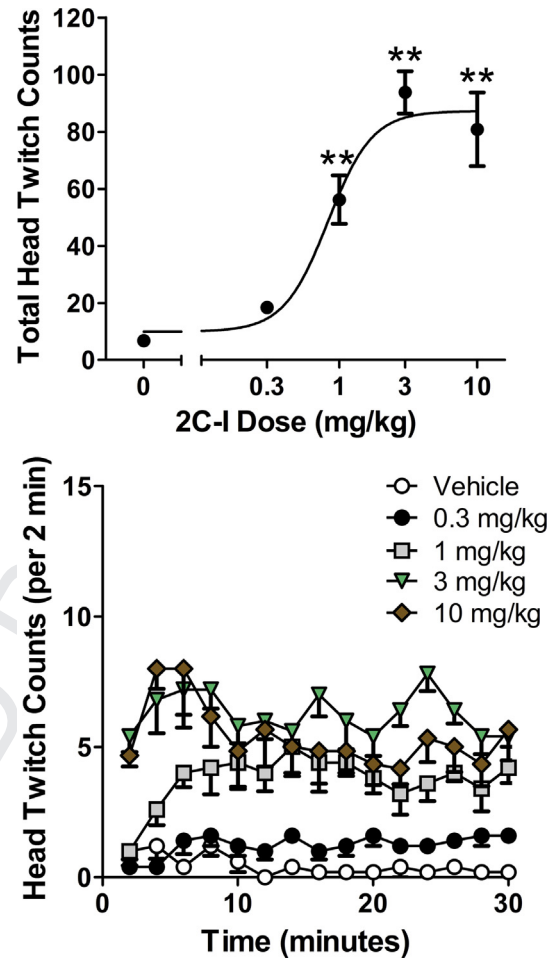 Total Head Twitch Counts
120
100
80
60
40
20
0
**
**
**
0
0.3
1
3
10
2C-I Dose (mg/kg)
Head Twitch Counts (per 2 min)
15
10
5
0
Vehicle
0.3 mg/kg
1 mg/kg
3 mg/kg
10 mg/kg
0
10
20
30
Time (minutes)